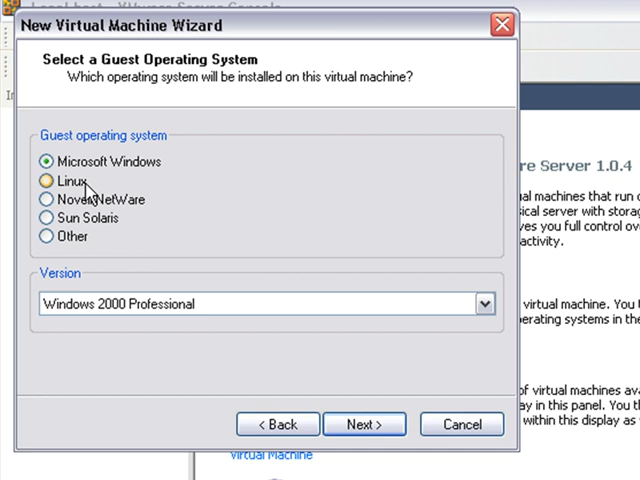 New Virtual Machine Wizard
Select a Guest Operating System
Which operating system will be installed on this virtual machine?
Guest operating system
Microsoft Windows
Linux
Novell NetWare
Sun Solaris
Other
Version
Windows 2000 Professional
< Back
Next >
Cancel
re Server 1.0.4
al machines that run
sical server with storag
ves you full control ov
activity.
virtual machine. You
erating systems in the
of virtual machines ava
ay in this panel. You
within this display as
Virtual Machine